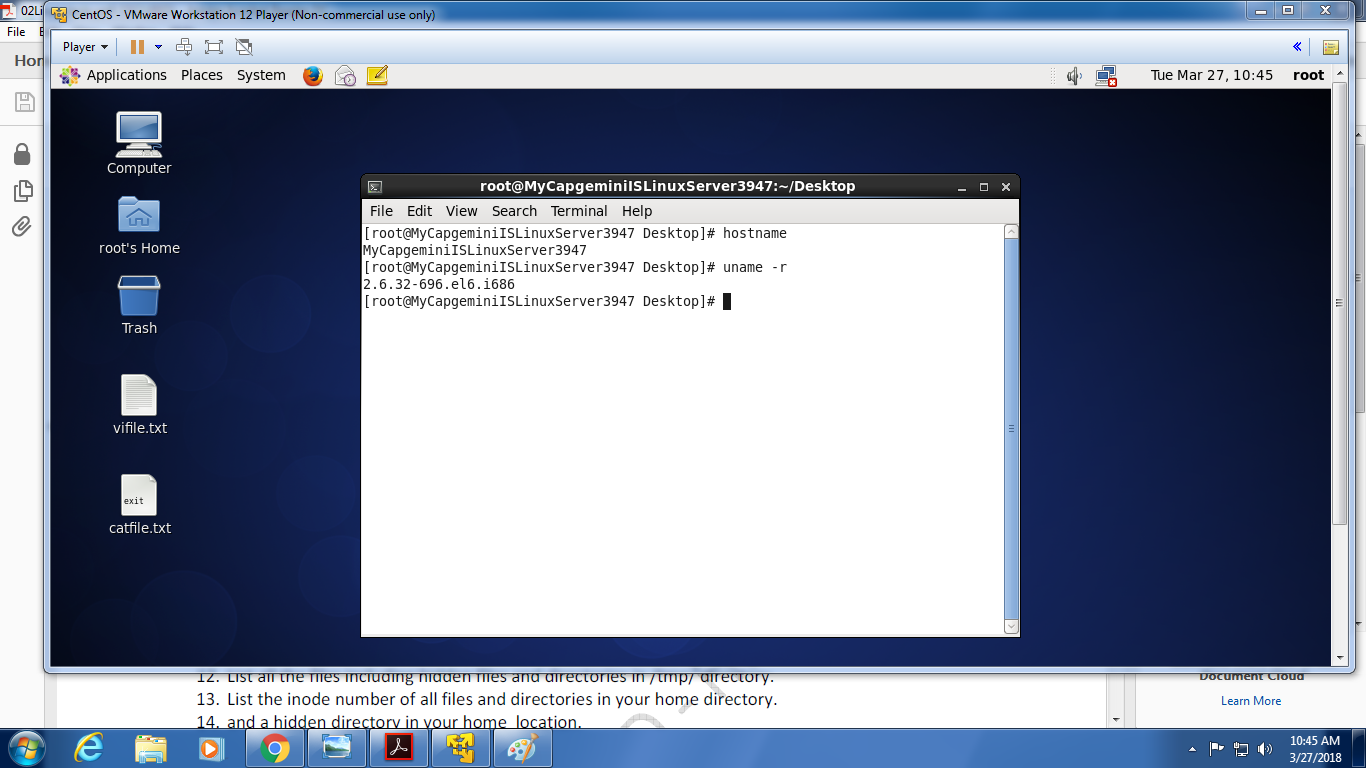 02Li
CentOS - VMware Workstation 12 Player (Non-commercial use only)
File
Player
Hom
Applications Places System
Tue Mar 27, 10:45 root
Computer
root's Home
Trash
vifile.txt
exit
catfile.txt
root@MyCapgeminiISLinuxServer3947:~/Desktop
File Edit View Search Terminal Help
[root@MyCapgeminiISLinuxServer3947 Desktop]# hostname
MyCapgeminiISLinuxServer3947
[root@MyCapgeminiISLinuxServer3947 Desktop]# uname -r
2.6.32-696.el6.i686
[root@MyCapgeminiISLinuxServer3947 Desktop]#
12. List all the files including hidden files and directories in /tmp/ directory.
13. List the inode number of all files and directories in your home directory.
14. and a hidden directory in your home location.
Document Cloud
Learn More
10:45 AM
3/27/2018